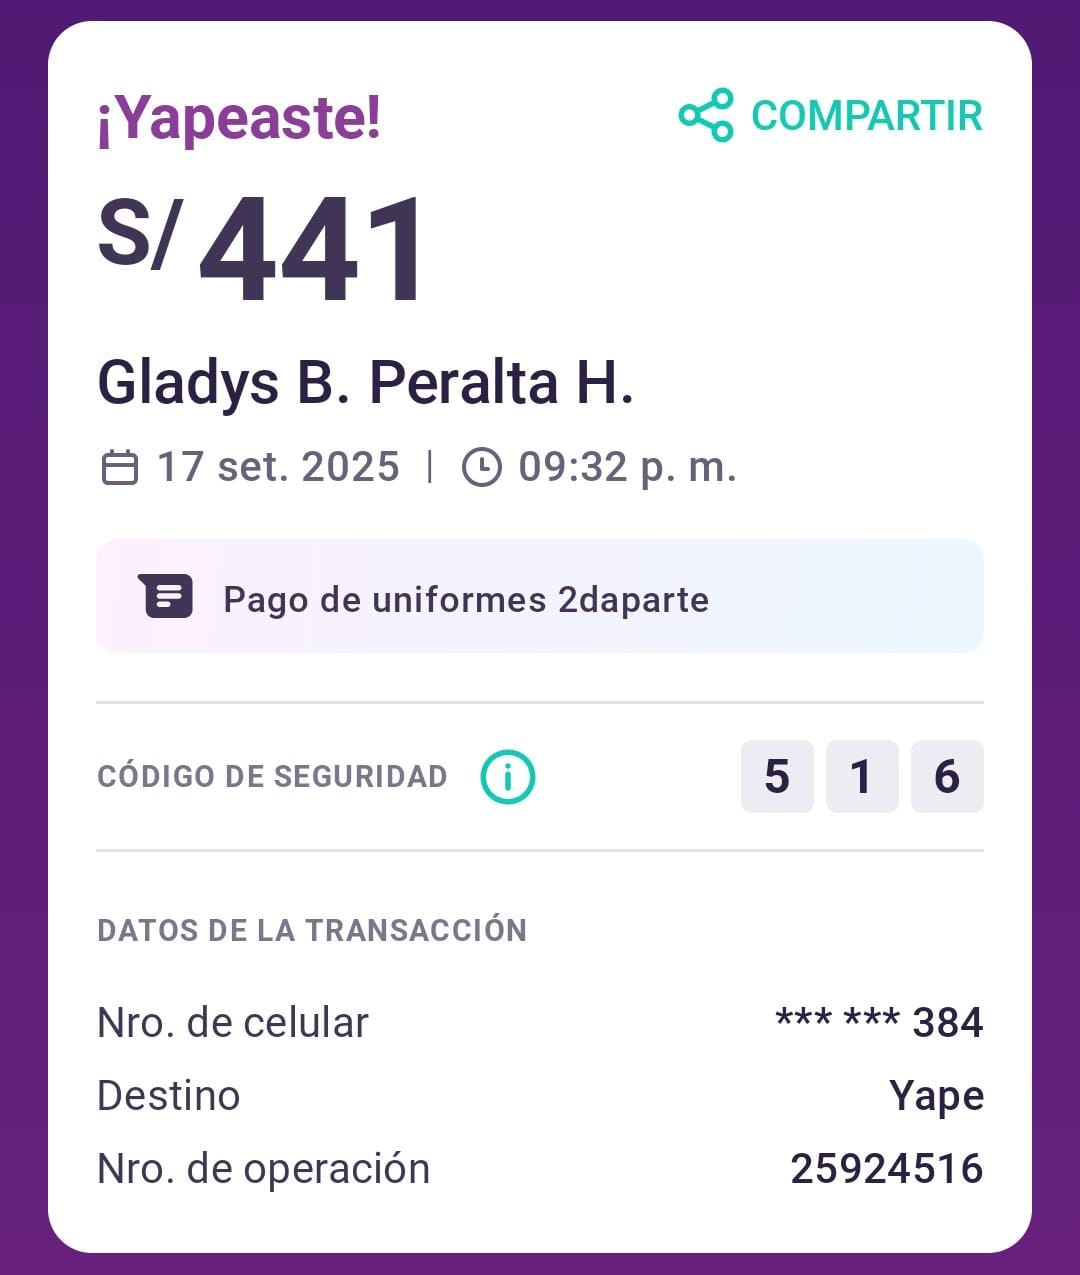 ¡Yapeaste!
COMPARTIR
S/ 441
Gladys B. Peralta H.
17 set. 2025 | 09:32 p. m.
Pago de uniformes 2daparte
CÓDIGO DE SEGURIDAD 5 1 6
DATOS DE LA TRANSACCIÓN
Nro. de celular *** *** 384
Destino Yape
Nro. de operación 25924516